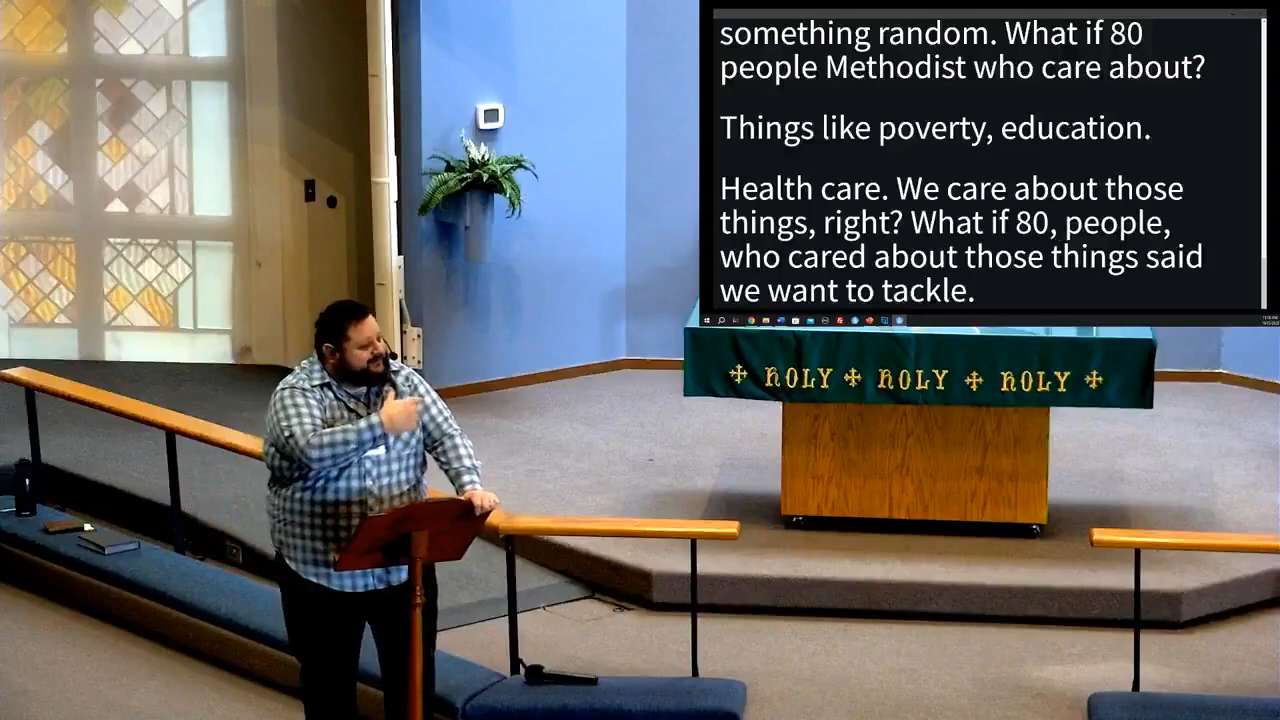 something random. What if 80
people Methodist who care about?
Things like poverty, education.
Health care. We care about those
things, right? What if 80, people,
who cared about those things said
we want to tackle.
HOLY HOLY HOLY